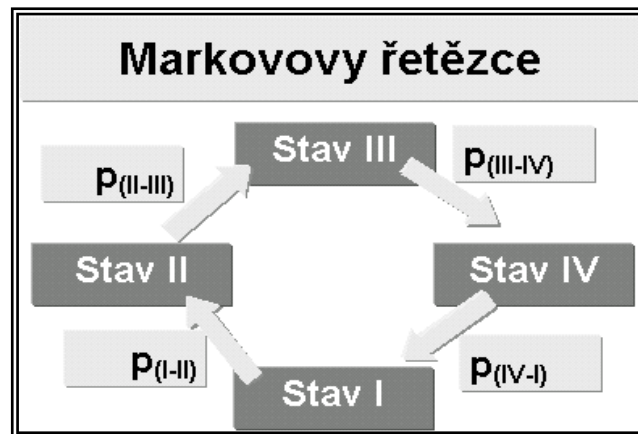 Markovovy řetězce
Stav III
p(II-III)
p(III-IV)
Stav II
Stav IV
p(I-II)
p(IV-I)
Stav I